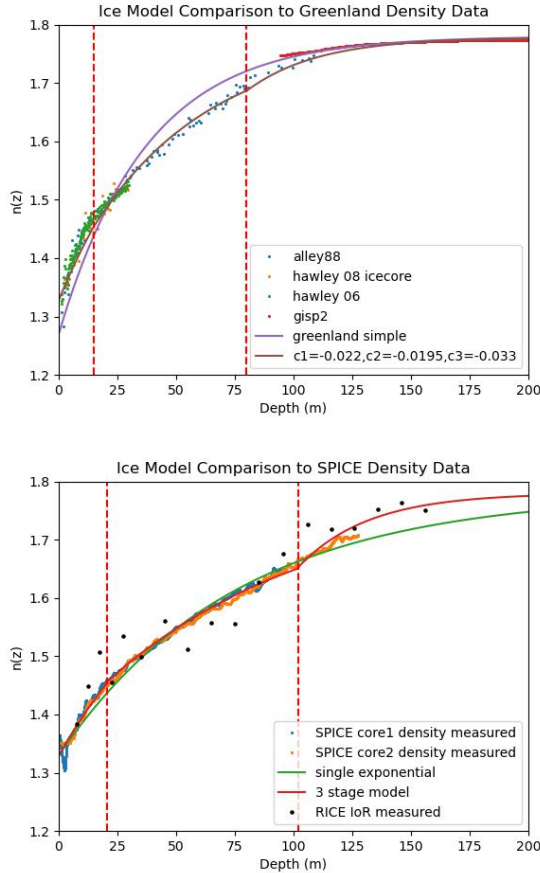 Ice Model Comparison to Greenland Density Data
1.8
1.7
1.6
1.5
1.4
1.3
1.2
n(z)
alley88
hawley 08 icecore
hawley 06
gisp2
greenland simple
c1=-0.022,c2=-0.0195,c3=-0.033
0 25 50 75 100 125 150 175 200
Depth (m)
Ice Model Comparison to SPICE Density Data
1.8
1.7
1.6
1.5
1.4
1.3
1.2
n(z)
SPICE core1 density measured
SPICE core2 density measured
single exponential
3 stage model
RICE IoR measured
0 25 50 75 100 125 150 175 200
Depth (m)